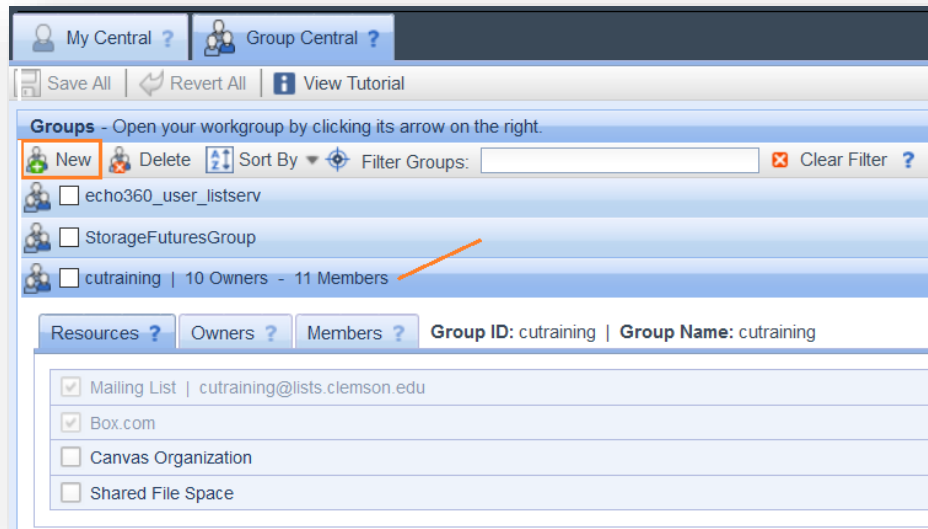 My Central ? Group Central ?
Save All | Revert All | i View Tutorial
Groups - Open your workgroup by clicking its arrow on the right.
New Delete A Z Sort By Filter Groups: Clear Filter ?
echo360_user_listserv
StorageFuturesGroup
cutraining | 10 Owners - 11 Members
Resources ? Owners ? Members ? Group ID: cutraining | Group Name: cutraining
Mailing List | cutraining@lists.clemson.edu
Box.com
Canvas Organization
Shared File Space